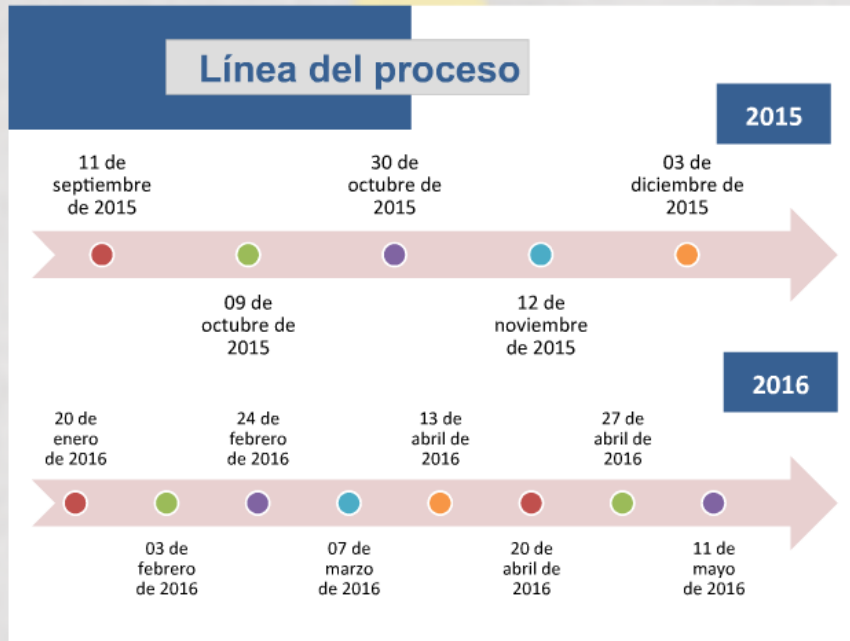 Línea del proceso
2015
11 de
septiembre
de 2015
09 de
octubre de
2015
30 de
octubre de
2015
12 de
noviembre
de 2015
03 de
diciembre de
2015
2016
20 de
enero
de 2016
03 de
febrero
de 2016
24 de
febrero
de 2016
07 de
marzo
de 2016
13 de
abril de
2016
20 de
abril de
2016
27 de
abril de
2016
11 de
mayo
de 2016